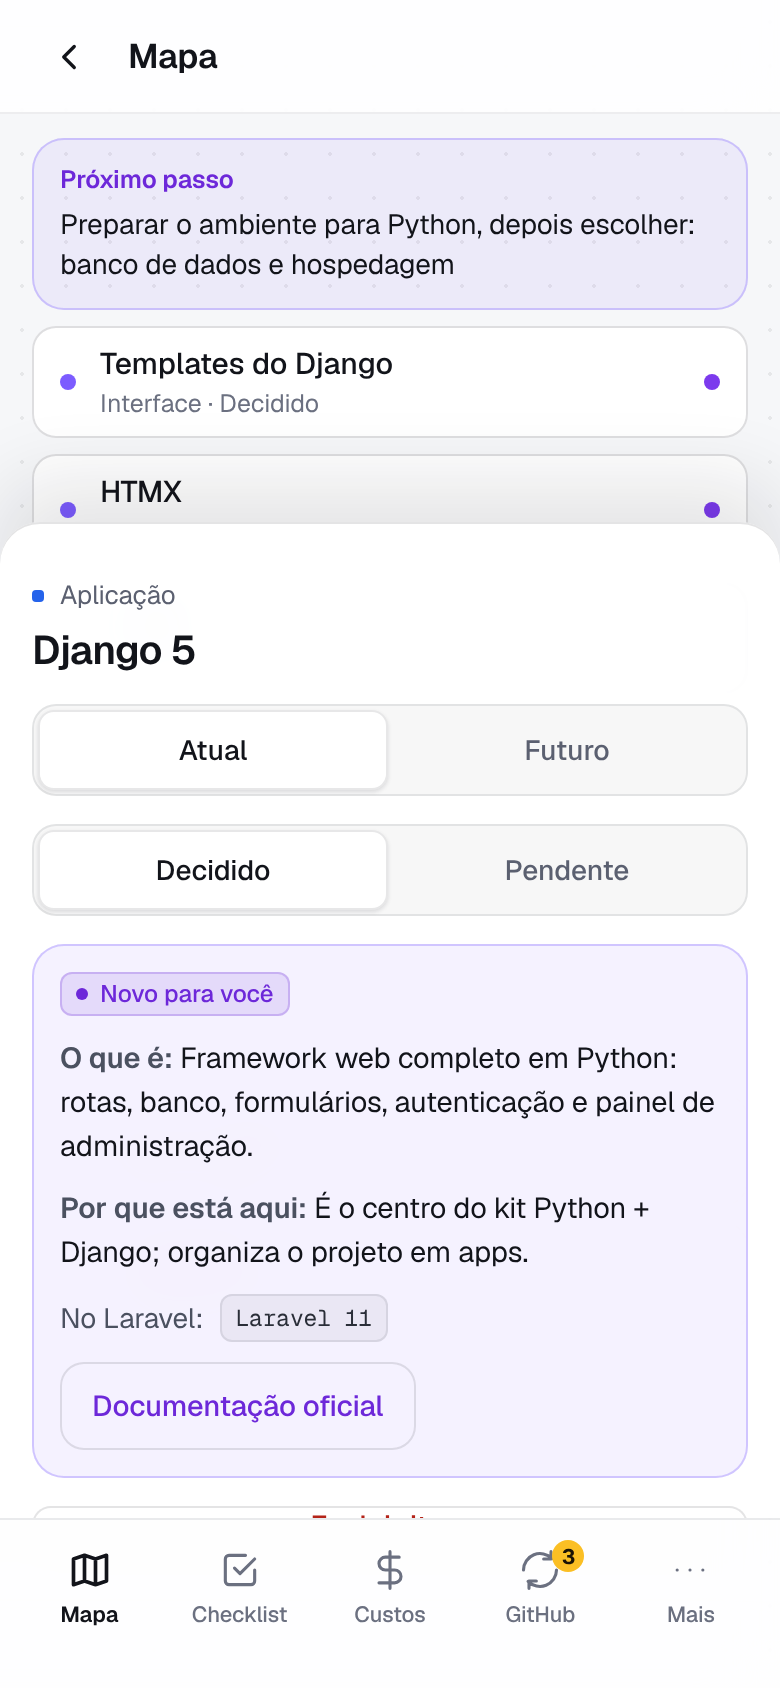 Mapa
Próximo passo
Preparar o ambiente para Python, depois escolher:
banco de dados e hospedagem
Templates do Django
Interface · Decidido
HTMX
Aplicação
Django 5
Atual
Futuro
Decidido
Pendente
Novo para você
O que é: Framework web completo em Python:
rotas, banco, formulários, autenticação e painel de
administração.
Por que está aqui: É o centro do kit Python +
Django; organiza o projeto em apps.
No Laravel: Laravel 11
Documentação oficial
3
Mapa
Checklist
Custos
GitHub
Mais